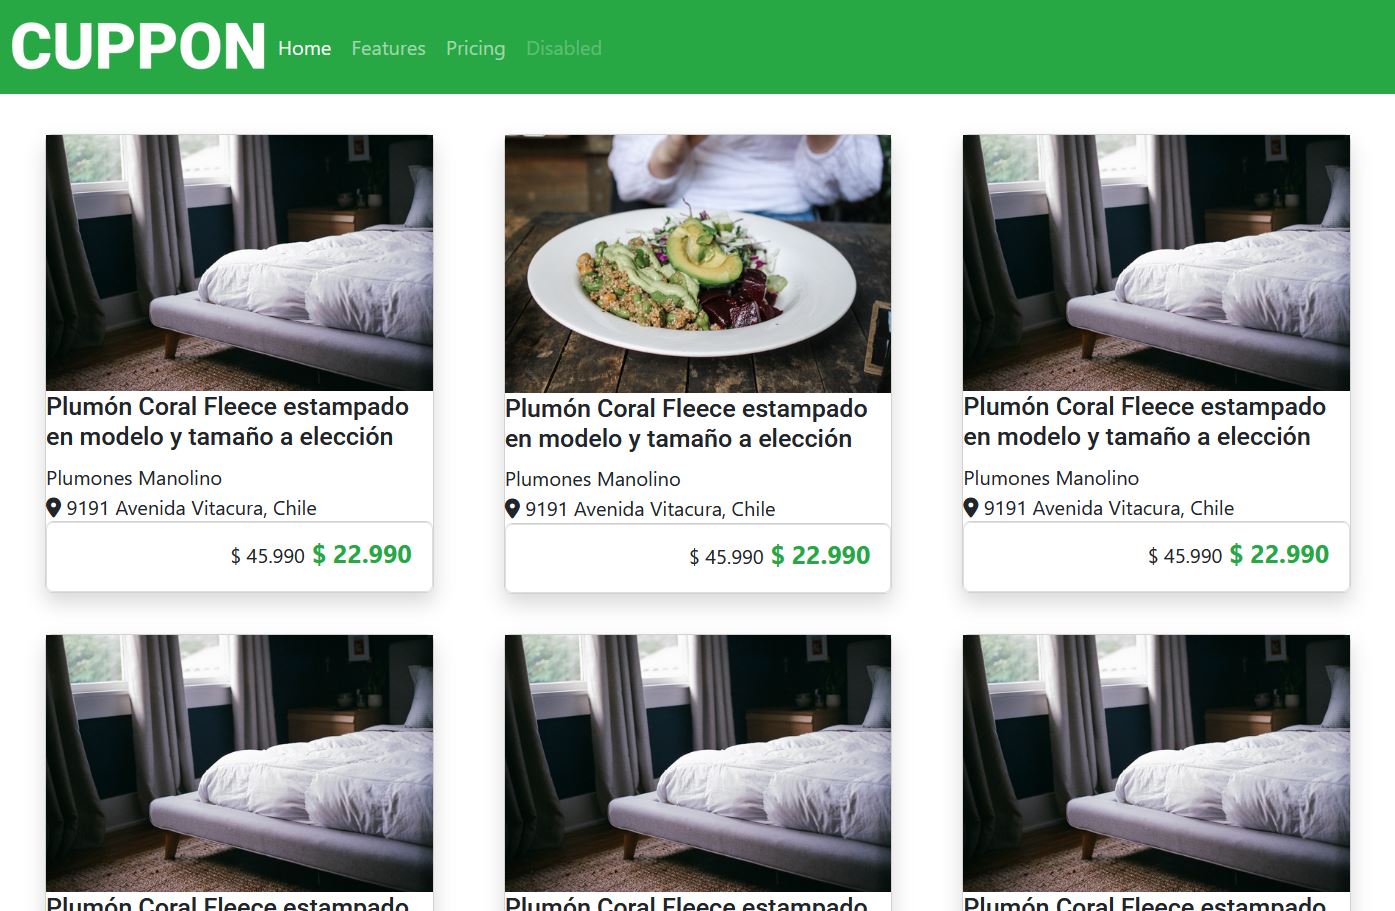 CUPPON Home Features Pricing Disabled
Plumón Coral Fleece estampado
en modelo y tamaño a elección
Plumones Manolino
9191 Avenida Vitacura, Chile
$ 45.990 $ 22.990
Plumón Coral Fleece estampado
en modelo y tamaño a elección
Plumones Manolino
9191 Avenida Vitacura, Chile
$ 45.990 $ 22.990
Plumón Coral Fleece estampado
en modelo y tamaño a elección
Plumones Manolino
9191 Avenida Vitacura, Chile
$ 45.990 $ 22.990
Plumón Coral Fleece estampado
Plumón Coral Fleece estampado
Plumón Coral Fleece estampado